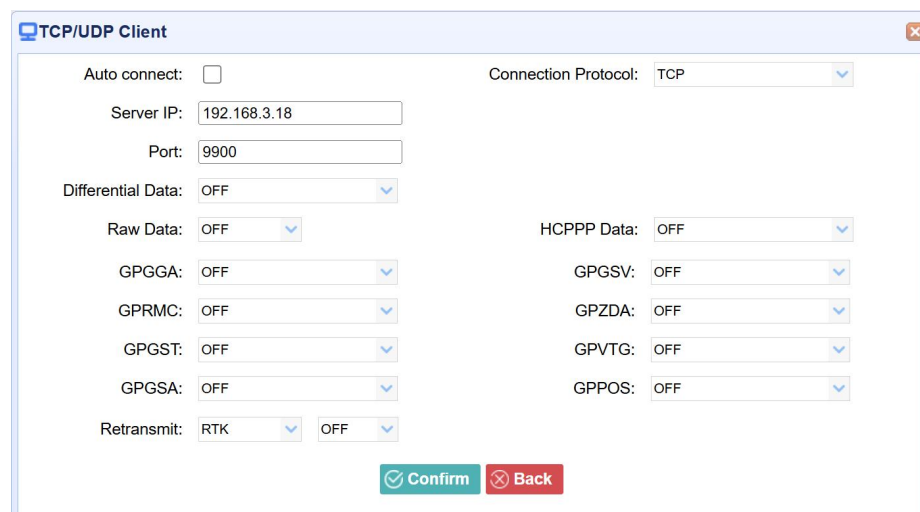 TCP/UDP Client
Auto connect: Connection Protocol: TCP
Server IP: 192.168.3.18
Port: 9900
Differential Data: OFF
Raw Data: OFF HCPPP Data: OFF
GPGGA: OFF GPGSV: OFF
GPRMC: OFF GPZDA: OFF
GPGST: OFF GPVTG: OFF
GPGSA: OFF GPPOS: OFF
Retransmit: RTK OFF
Confirm Back